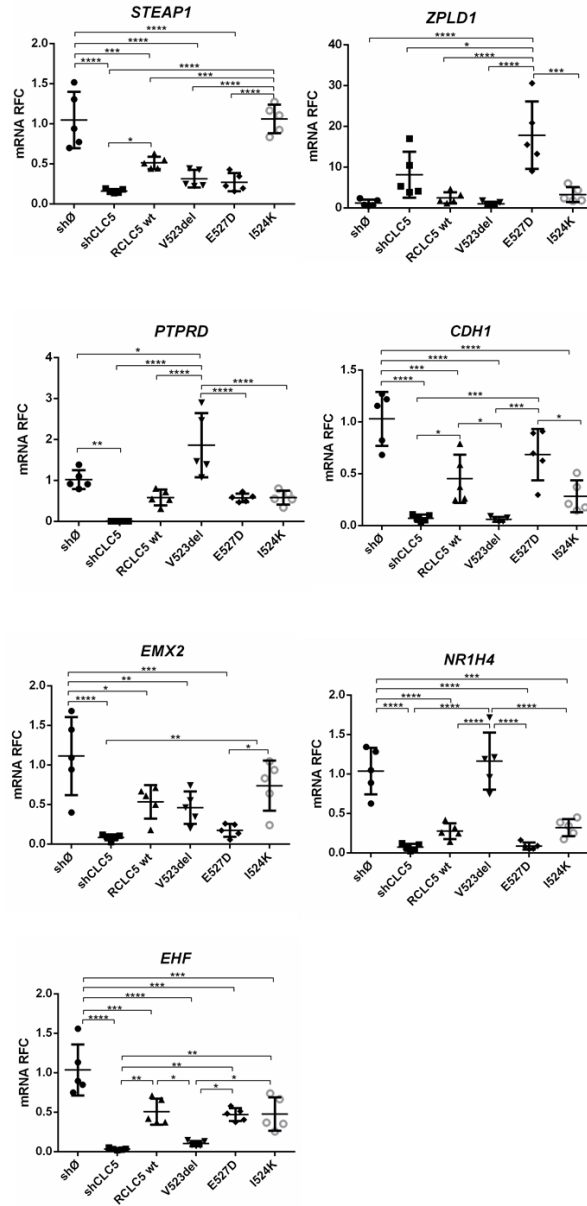 STEAP1
****
****
***
****
****
***
****
*
****
mRNA RFC
2.0
1.5
1.0
0.5
0.0
shØ
shCLC5
RCLC5 wt
V523del
E527D
I524K
ZPLD1
****
*
****
****
***
mRNA RFC
40
30
20
10
0
shØ
shCLC5
RCLC5 wt
V523del
E527D
I524K
PTPRD
*
****
****
****
****
**
mRNA RFC
4
3
2
1
0
shØ
shCLC5
RCLC5 wt
V523del
E527D
I524K
CDH1
****
****
***
****
***
***
*
*
*
mRNA RFC
1.5
1.0
0.5
0.0
shØ
shCLC5
RCLC5 wt
V523del
E527D
I524K
EMX2
***
**
*
****
**
*
mRNA RFC
2.0
1.5
1.0
0.5
0.0
shØ
shCLC5
RCLC5 wt
V523del
E527D
I524K
NR1H4
***
****
****
****
****
****
****
****
mRNA RFC
2.0
1.5
1.0
0.5
0.0
shØ
shCLC5
RCLC5 wt
V523del
E527D
I524K
EHF
***
***
****
***
****
**
**
**
*
*
*
mRNA RFC
2.0
1.5
1.0
0.5
0.0
shØ
shCLC5
RCLC5 wt
V523del
E527D
I524K